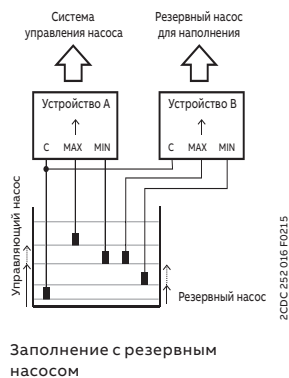 Система
управления насоса
Резервный насос
для наполнения
Устройство A
Устройство B
C MAX MIN
C MAX MIN
Управляющий насос
Резервный насос
2CDC 252 016 F0215
Заполнение с резервным
насосом